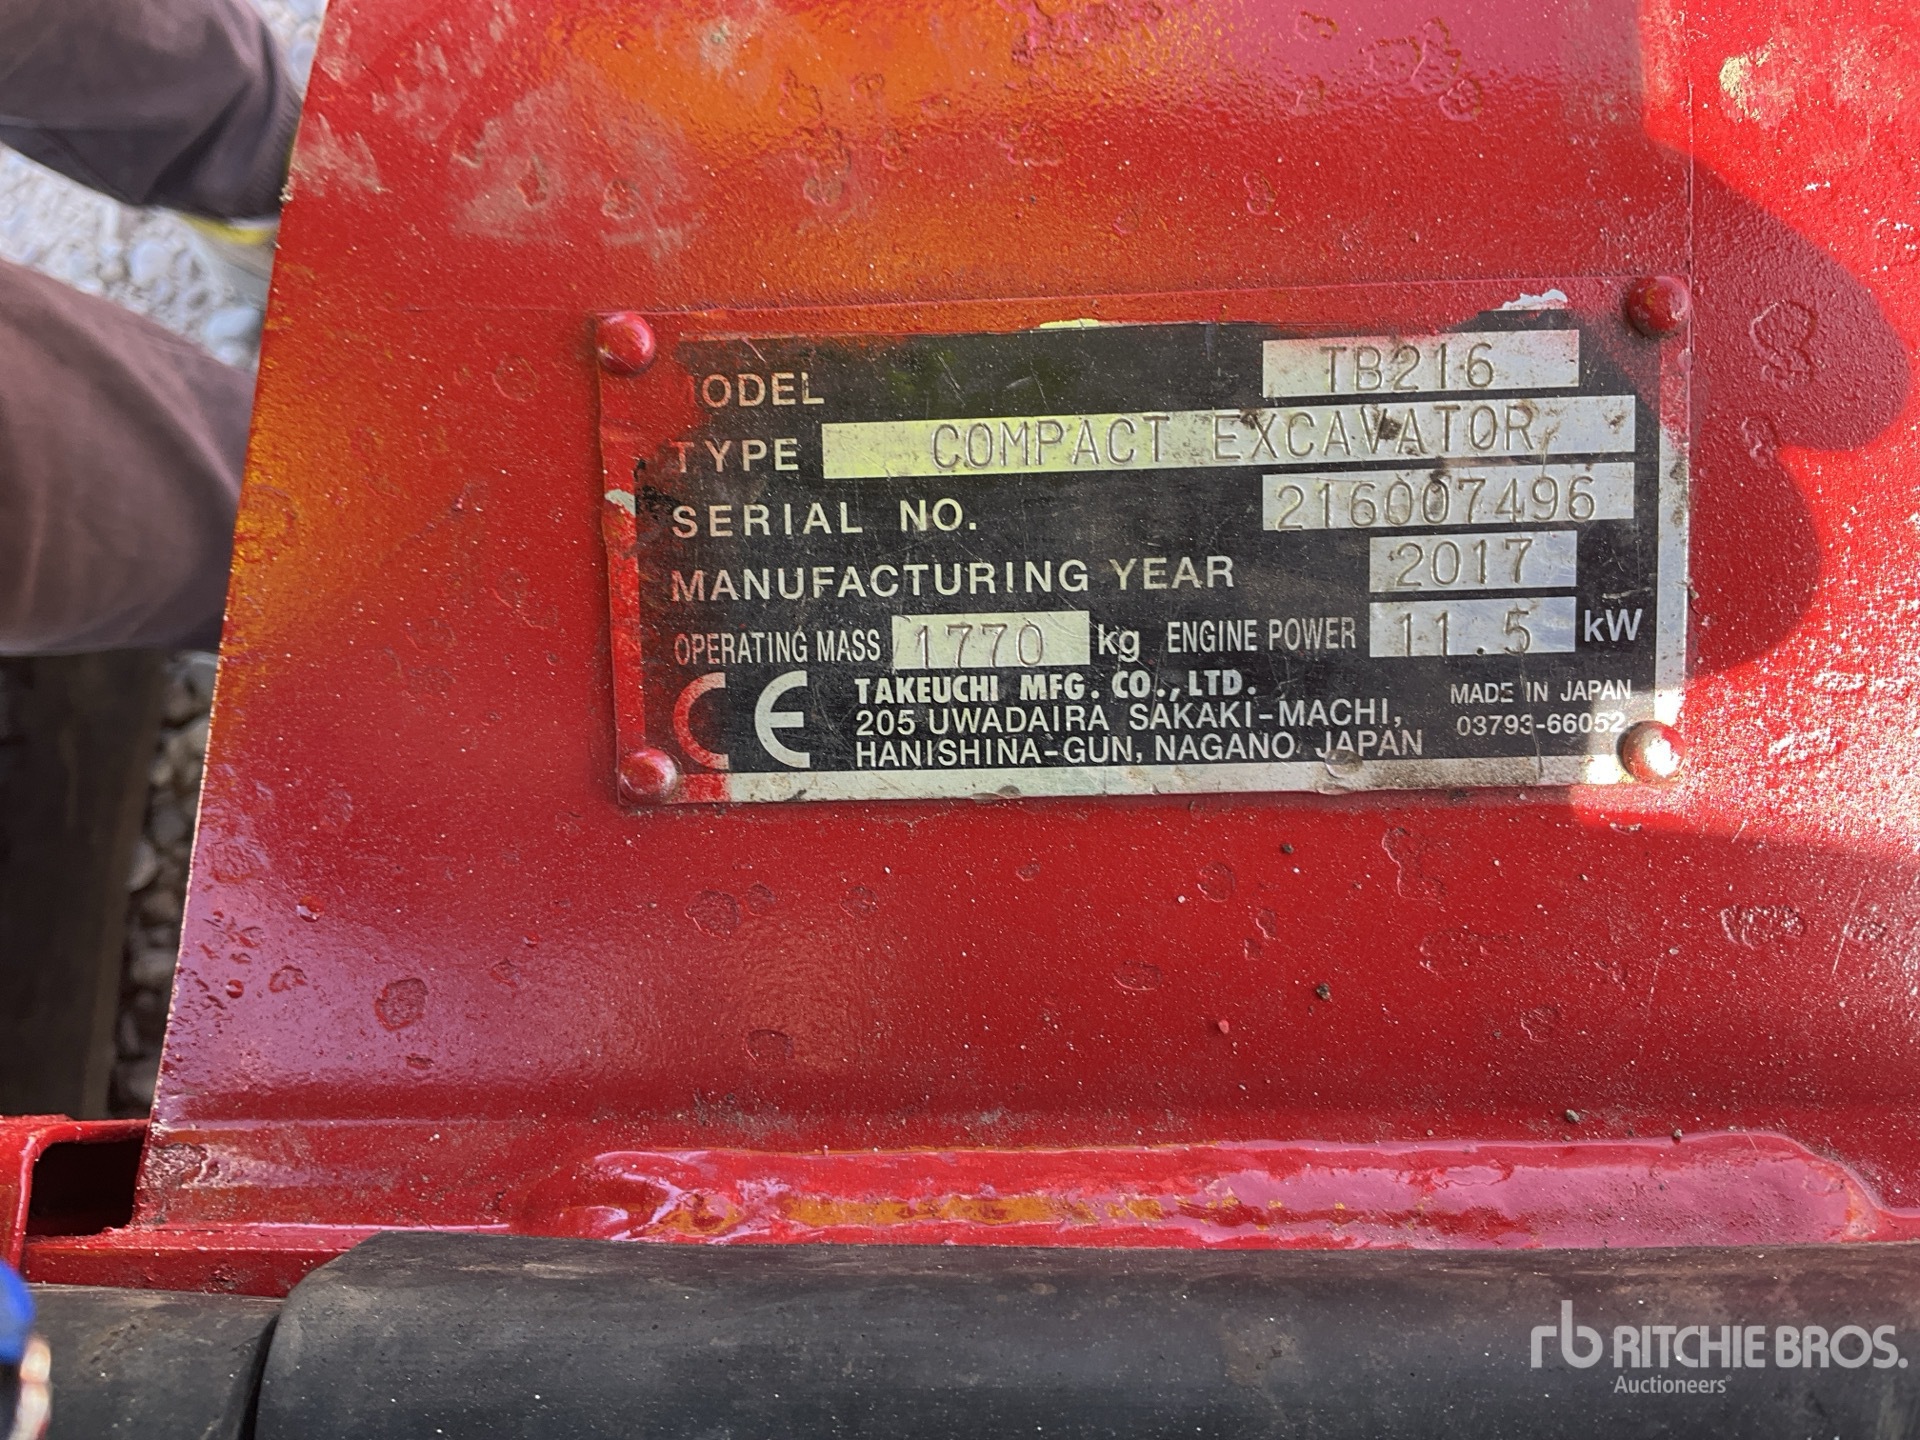 MODEL TB216
TYPE COMPACT EXCAVATOR
SERIAL NO. 216007496
MANUFACTURING YEAR 2017
OPERATING MASS 1770 kg ENGINE POWER 11.5 kW
CE
TAKEUCHI MFG. CO., LTD.
205 UWADAIRA SAKAKI-MACHI,
HANISHINA-GUN, NAGANO JAPAN
MADE IN JAPAN
03793-66052
rb RITCHIE BROS.
Auctioneers